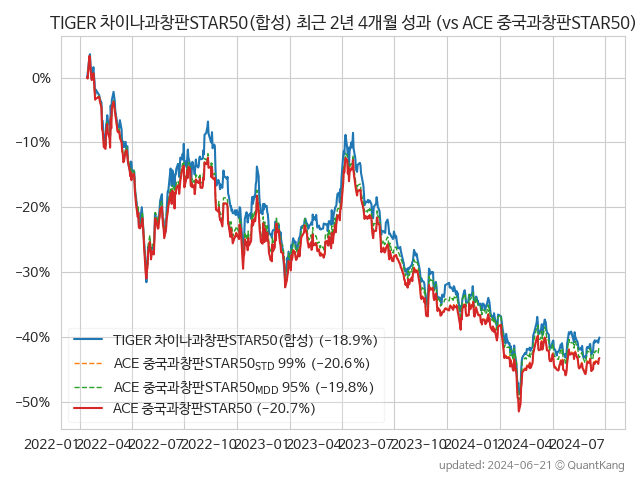 TIGER 차이나과창판STAR50(합성) 최근 2년 4개월 성과 (vs ACE 중국과창판STAR50)
0%
−10%
−20%
−30%
−40%
−50%
TIGER 차이나과창판STAR50(합성) (−18.9%)
ACE 중국과창판STAR50STD 99% (−20.6%)
ACE 중국과창판STAR50MDD 95% (−19.8%)
ACE 중국과창판STAR50 (−20.7%)
2022-01 2022-04 2022-07 2022-10 2023-01 2023-04 2023-07 2023-10 2024-01 2024-04 2024-07
updated: 2024-06-21 ⓒ QuantKang